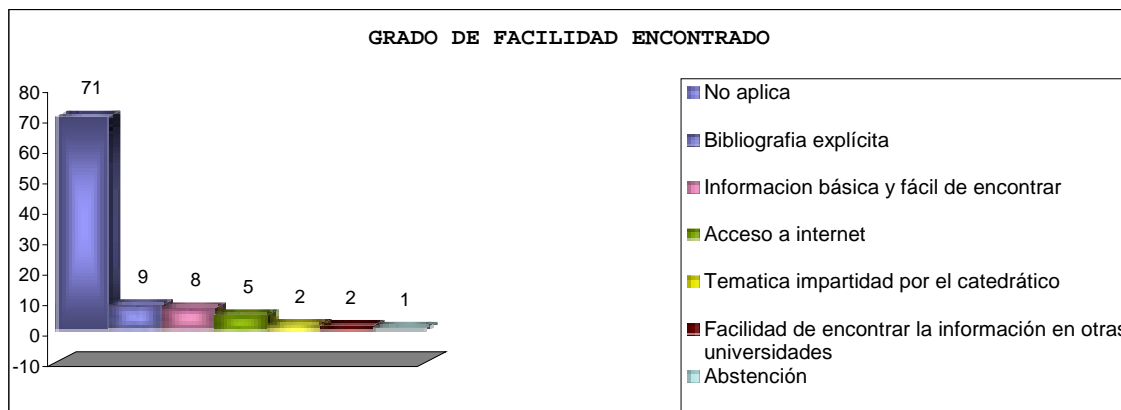 GRADO DE FACILIDAD ENCONTRADO
80
70
60
50
40
30
20
10
0
-10
71
9
8
5
2
2
1
No aplica
Bibliografia explícita
Informacion básica y fácil de encontrar
Acceso a internet
Tematica impartidad por el catedrático
Facilidad de encontrar la información en otras
universidades
Abstención